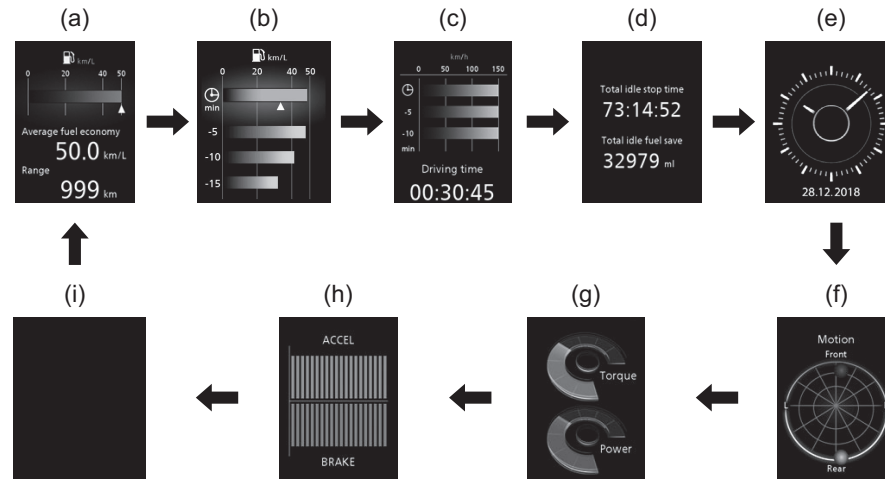 (a)
km/L
0 20 40 50
Average fuel economy
50.0 km/L
Range
999 km
(b)
km/L
0 20 40 50
min
-5
-10
-15
(c)
km/h
0 50 100 150
-5
-10
min
Driving time
00:30:45
(d)
Total idle stop time
73:14:52
Total idle fuel save
32979 ml
(e)
28.12.2018
(f)
Motion
Front
L
Rear
(g)
Torque
Power
(h)
ACCEL
BRAKE
(i)